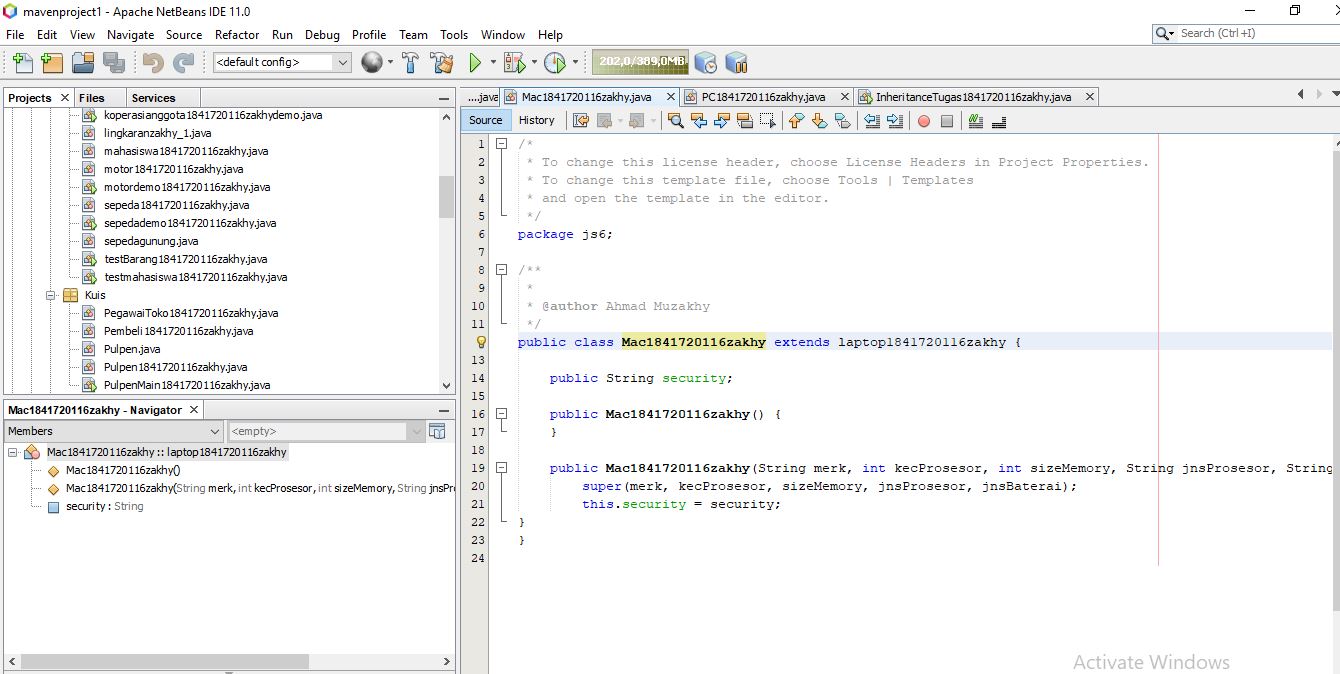 mavenproject1 - Apache NetBeans IDE 11.0
File Edit View Navigate Source Refactor Run Debug Profile Team Tools Window Help
Search (Ctrl+I)
<default config>
202,0/389,0MB
Projects Files Services
koperasianggota1841720116zakhydemo.java
lingkaranzakhy_1.java
mahasiswa1841720116zakhy.java
motor1841720116zakhy.java
motordemo1841720116zakhy.java
sepeda1841720116zakhy.java
sepedademo1841720116zakhy.java
sepedagunung.java
testBarang1841720116zakhy.java
testmahasiswa1841720116zakhy.java
Kuis
PegawaiToko1841720116zakhy.java
Pembeli1841720116zakhy.java
Pulpen.java
Pulpen1841720116zakhy.java
PulpenMain1841720116zakhy.java
Mac1841720116zakhy - Navigator
Members
<empty>
Mac1841720116zakhy :: laptop1841720116zakhy
Mac1841720116zakhy()
Mac1841720116zakhy(String merk, int kecProsesor, int sizeMemory, String jnsPr
security : String
....java Mac1841720116zakhy.java PC1841720116zakhy.java InheritanceTugas1841720116zakhy.java
Source History
1 /*
2 * To change this license header, choose License Headers in Project Properties.
3 * To change this template file, choose Tools | Templates
4 * and open the template in the editor.
5 */
6 package js6;
7
8 /**
9 *
10 * @author Ahmad Muzakhy
11 */
public class Mac1841720116zakhy extends laptop1841720116zakhy {
13
14 public String security;
15
16 public Mac1841720116zakhy() {
17 }
18
19 public Mac1841720116zakhy(String merk, int kecProsesor, int sizeMemory, String jnsProsesor, String
20 super(merk, kecProsesor, sizeMemory, jnsProsesor, jnsBaterai);
21 this.security = security;
22 }
23 }
24
Activate Windows